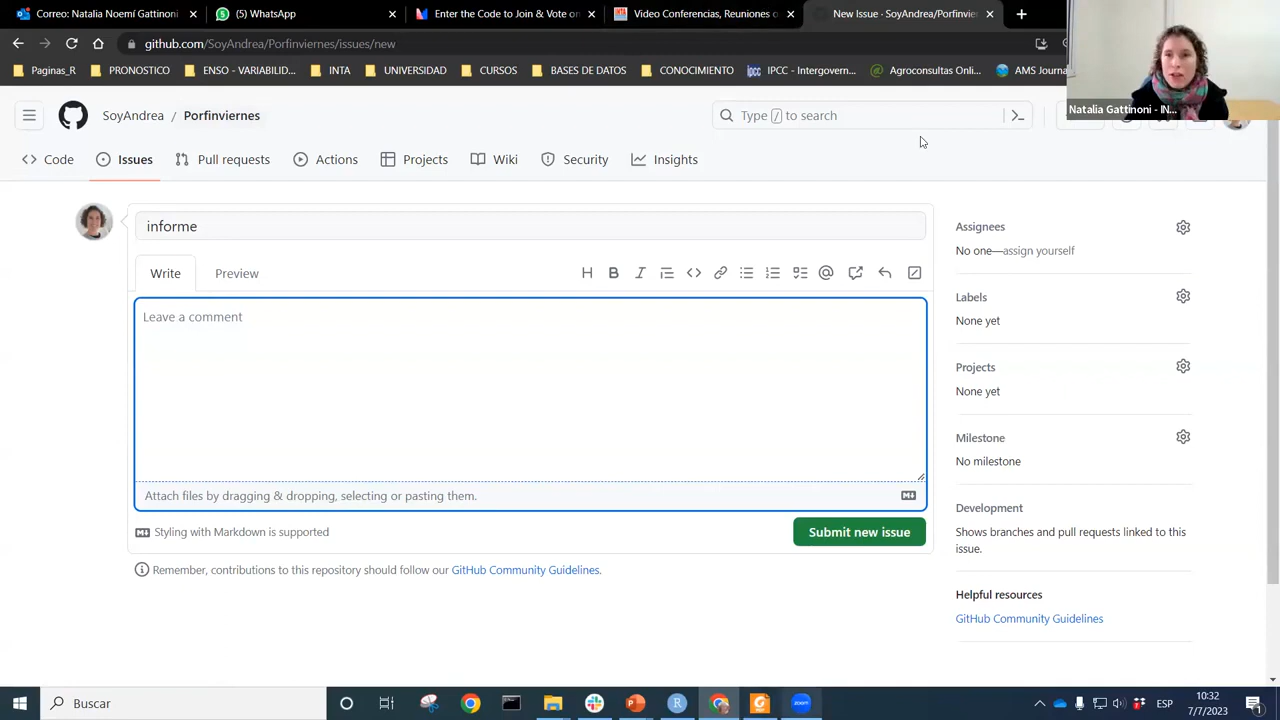 Correo: Natalia Noemí Gattinoni
(5) WhatsApp
Enter the Code to Join & Vote on
Video Conferencias, Reuniones o
New Issue - SoyAndrea/Porfinvier
github.com/SoyAndrea/Porfinviernes/issues/new
Paginas_R
PRONOSTICO
ENSO - VARIABILID...
INTA
UNIVERSIDAD
CURSOS
BASES DE DATOS
CONOCIMIENTO
IPCC - Intergovern...
Agroconsultas Onli...
AMS Journa
Natalia Gattinoni - IN...
SoyAndrea / Porfinviernes
Type / to search
Code
Issues
Pull requests
Actions
Projects
Wiki
Security
Insights
informe
Write
Preview
Leave a comment
Attach files by dragging & dropping, selecting or pasting them.
Styling with Markdown is supported
Submit new issue
Remember, contributions to this repository should follow our GitHub Community Guidelines.
Assignees
No one—assign yourself
Labels
None yet
Projects
None yet
Milestone
No milestone
Development
Shows branches and pull requests linked to this
issue.
Helpful resources
GitHub Community Guidelines
Buscar
zoom
ESP
10:32
7/7/2023
1